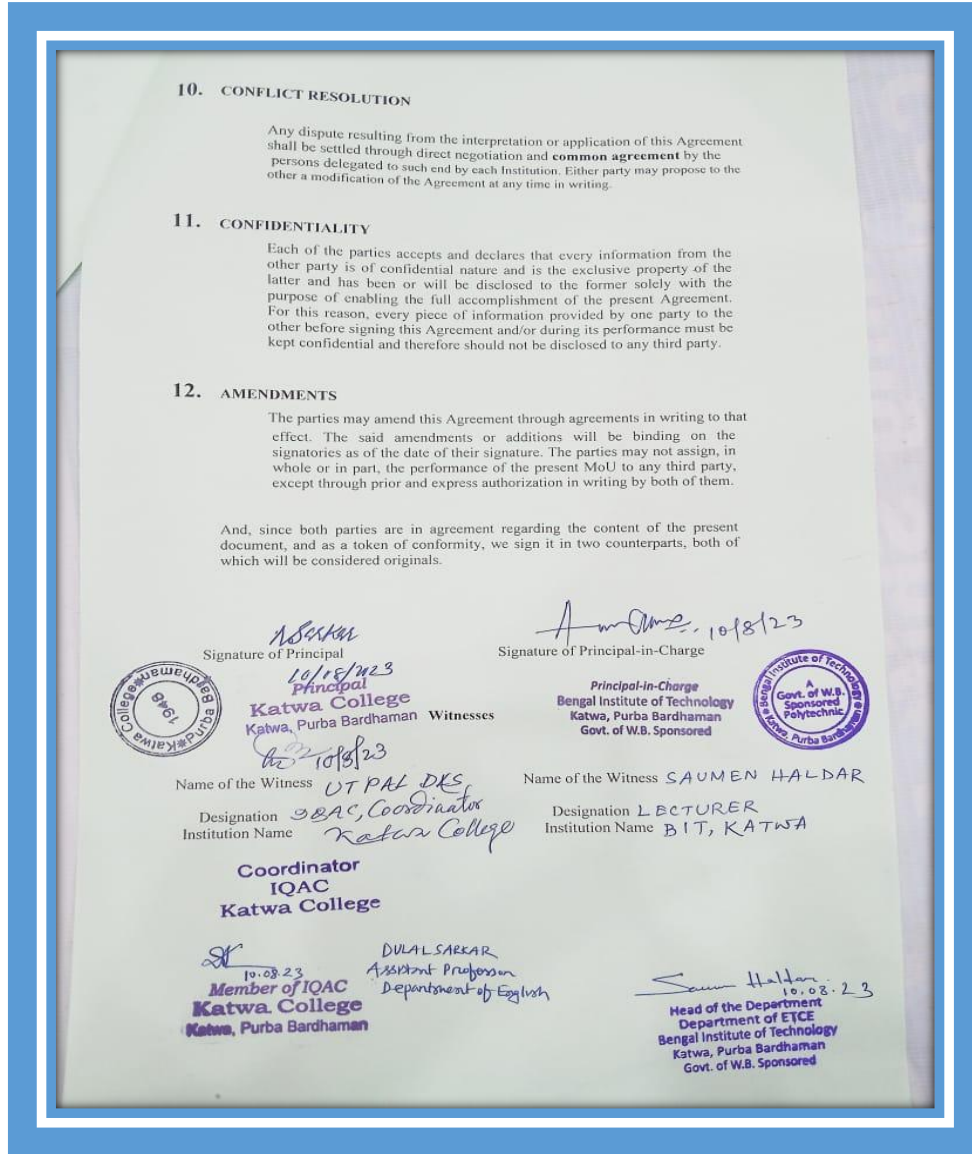 10. CONFLICT RESOLUTION
Any dispute resulting from the interpretation or application of this Agreement
shall be settled through direct negotiation and common agreement by the
persons delegated to such end by each Institution. Either party may propose to the
other a modification of the Agreement at any time in writing.
11. CONFIDENTIALITY
Each of the parties accepts and declares that every information from the
other party is of confidential nature and is the exclusive property of the
latter and has been or will be disclosed to the former solely with the
purpose of enabling the full accomplishment of the present Agreement.
For this reason, every piece of information provided by one party to the
other before signing this Agreement and/or during its performance must be
kept confidential and therefore should not be disclosed to any third party.
12. AMENDMENTS
The parties may amend this Agreement through agreements in writing to that
effect. The said amendments or additions will be binding on the
signatories as of the date of their signature. The parties may not assign, in
whole or in part, the performance of the present MoU to any third party,
except through prior and express authorization in writing by both of them.
And, since both parties are in agreement regarding the content of the present
document, and as a token of conformity, we sign it in two counterparts, both of
which will be considered originals.
10/8/23
Signature of Principal
Signature of Principal-in-Charge
10/08/2023
Principal
Katwa College
Katwa, Purba Bardhaman
Katwa College Purba Bardhaman
1948
Principal-in-Charge
Bengal Institute of Technology
Katwa, Purba Bardhaman
Govt. of W.B. Sponsored
Bengal Institute of Technology
Katwa, Purba Bardhaman
A
Govt. of W.B.
Sponsored
Polytechnic
Witnesses
10/8/23
Name of the Witness UTPAL DAS
Designation IQAC, Coordinator
Institution Name Katwa College
Name of the Witness SAUMEN HALDAR
Designation LECTURER
Institution Name BIT, KATWA
Coordinator
IQAC
Katwa College
10.08.23
Member of IQAC
Katwa College
Katwa, Purba Bardhaman
DULAL SARKAR
Assistant Professor
Department of English
10.08.23
Head of the Department
Department of ETCE
Bengal Institute of Technology
Katwa, Purba Bardhaman
Govt. of W.B. Sponsored